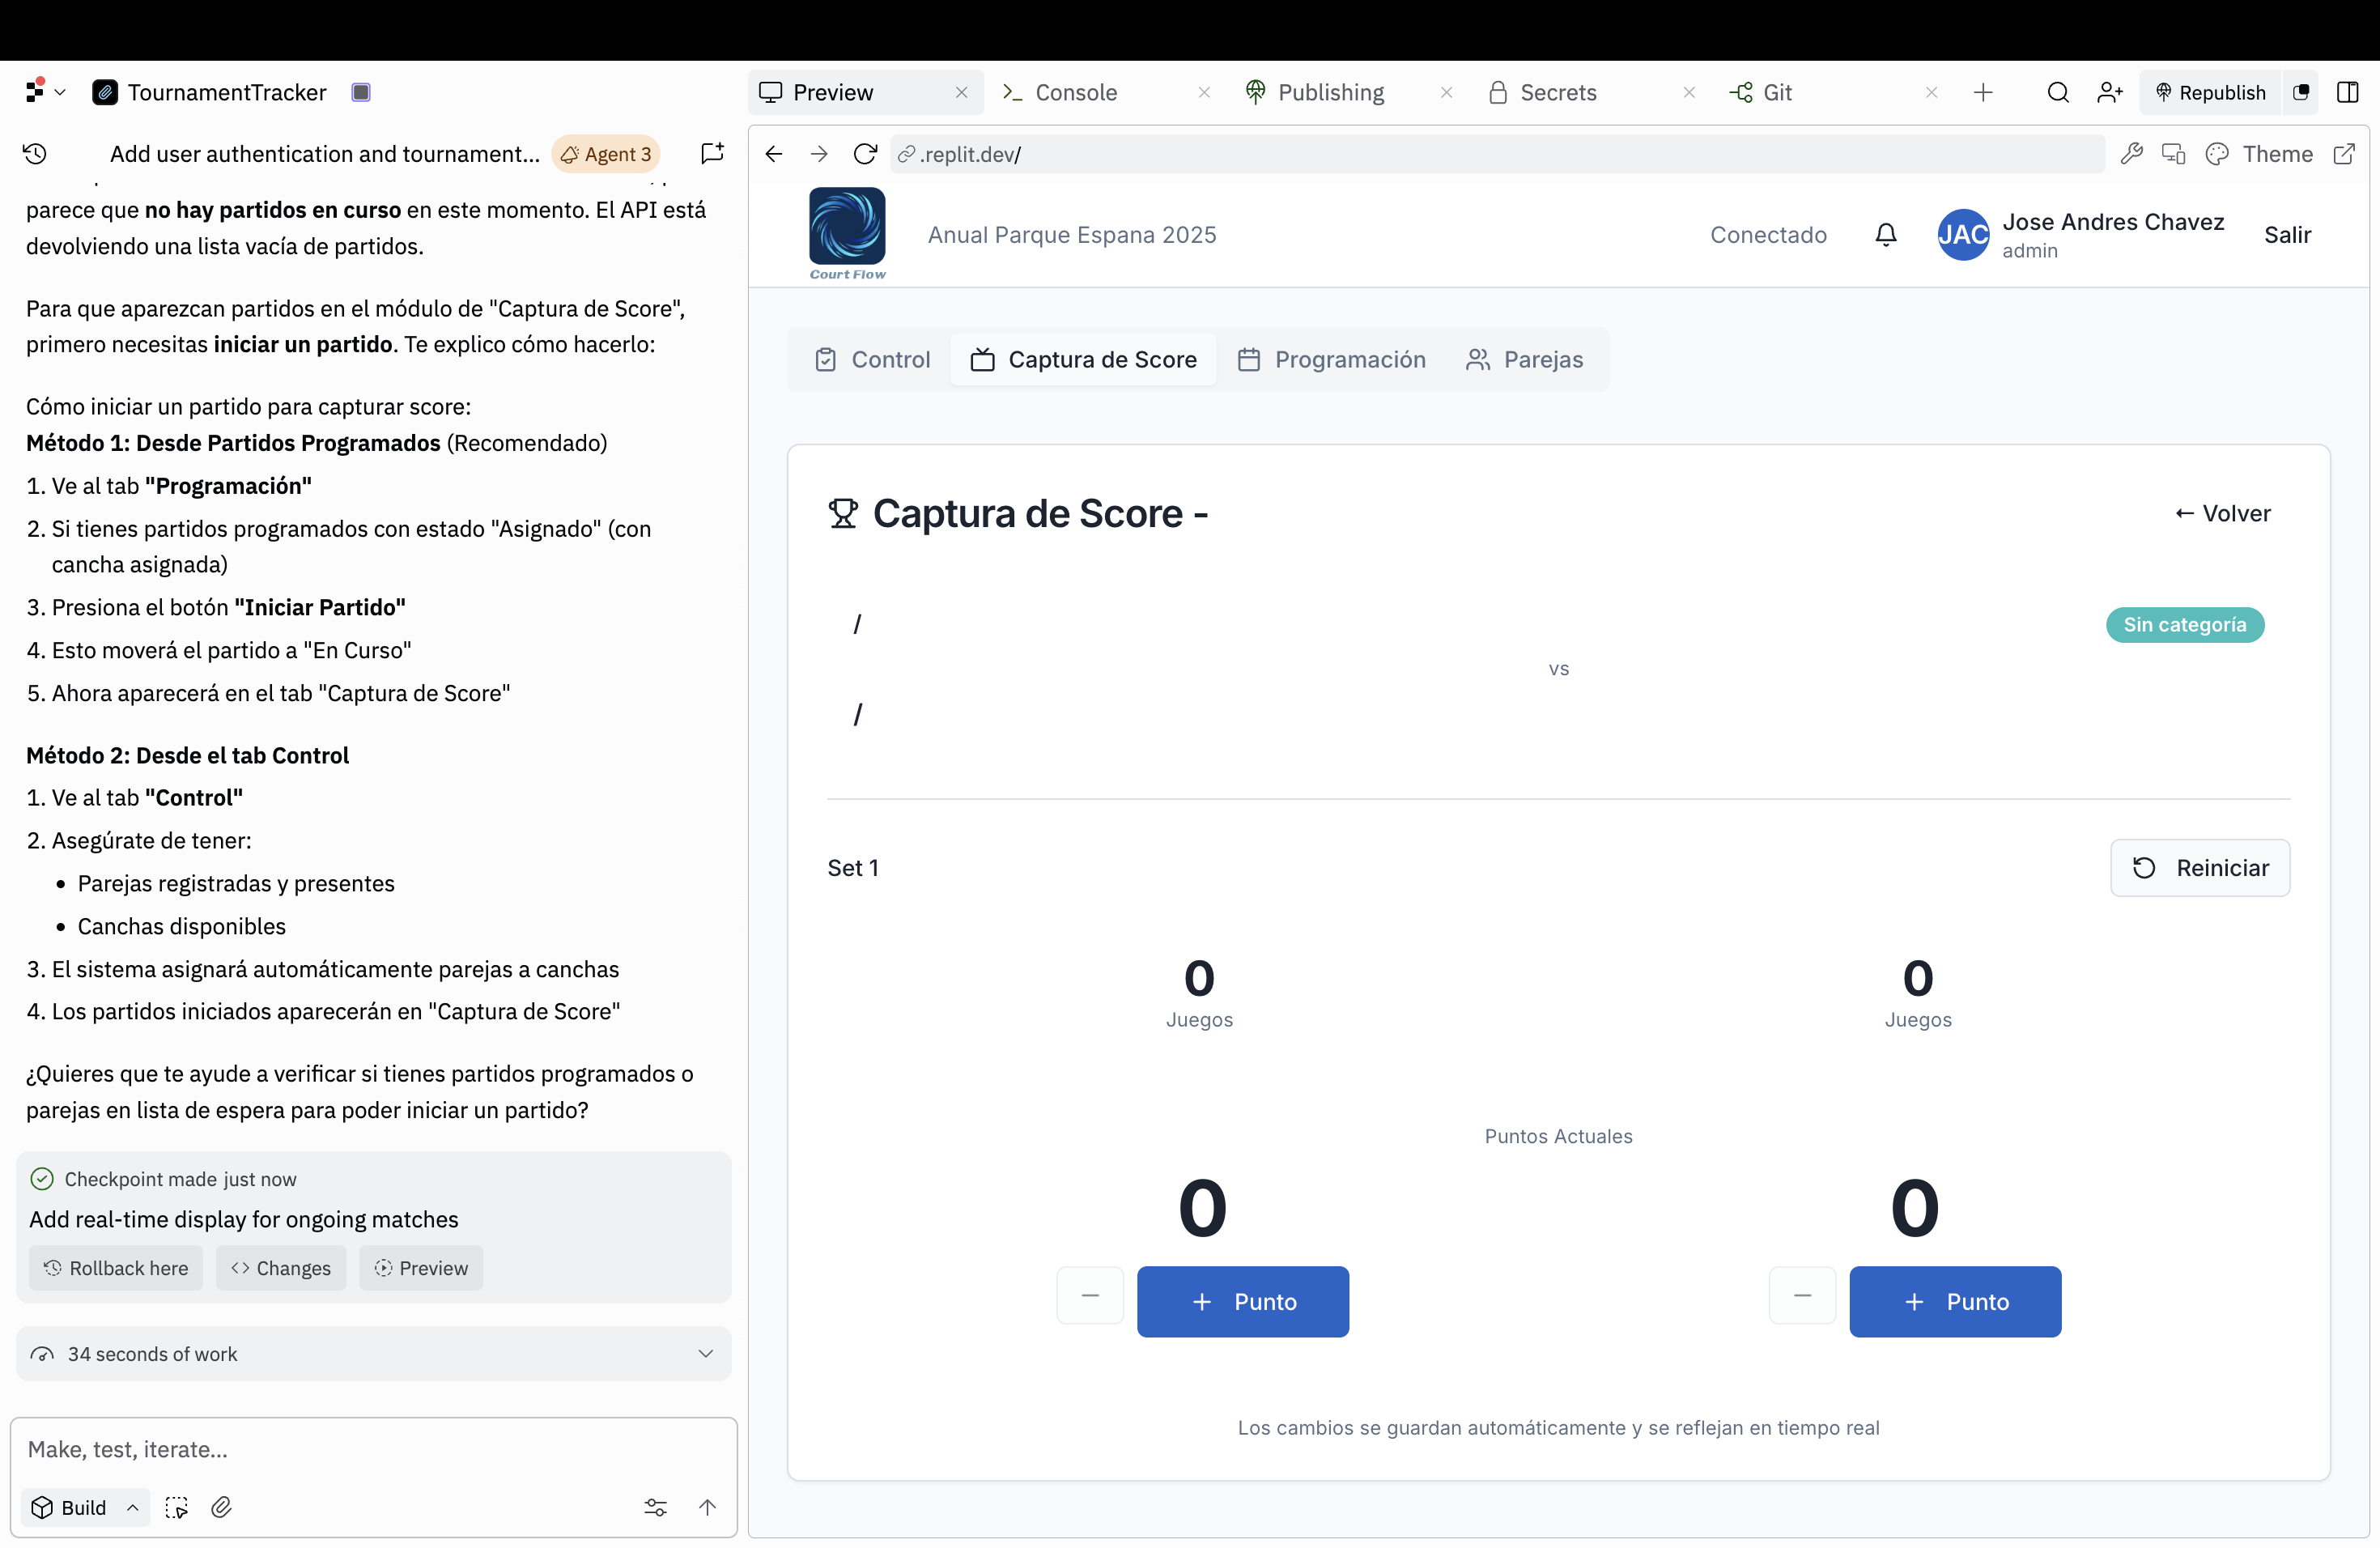 TournamentTracker
Preview
Console
Publishing
Secrets
Git
Republish
Add user authentication and tournament...
Agent 3
.replit.dev/
Theme
parece que no hay partidos en curso en este momento. El API está
devolviendo una lista vacía de partidos.
Para que aparezcan partidos en el módulo de "Captura de Score",
primero necesitas iniciar un partido. Te explico cómo hacerlo:
Cómo iniciar un partido para capturar score:
Método 1: Desde Partidos Programados (Recomendado)
1. Ve al tab "Programación"
2. Si tienes partidos programados con estado "Asignado" (con
cancha asignada)
3. Presiona el botón "Iniciar Partido"
4. Esto moverá el partido a "En Curso"
5. Ahora aparecerá en el tab "Captura de Score"
Método 2: Desde el tab Control
1. Ve al tab "Control"
2. Asegúrate de tener:
• Parejas registradas y presentes
• Canchas disponibles
3. El sistema asignará automáticamente parejas a canchas
4. Los partidos iniciados aparecerán en "Captura de Score"
¿Quieres que te ayude a verificar si tienes partidos programados o
parejas en lista de espera para poder iniciar un partido?
Checkpoint made just now
Add real-time display for ongoing matches
Rollback here
Changes
Preview
34 seconds of work
Make, test, iterate...
Build
Court Flow
Anual Parque Espana 2025
Conectado
JAC
Jose Andres Chavez
admin
Salir
Control
Captura de Score
Programación
Parejas
Captura de Score -
← Volver
/
Sin categoría
vs
/
Set 1
Reiniciar
0
Juegos
0
Juegos
Puntos Actuales
0
0
− + Punto
− + Punto
Los cambios se guardan automáticamente y se reflejan en tiempo real